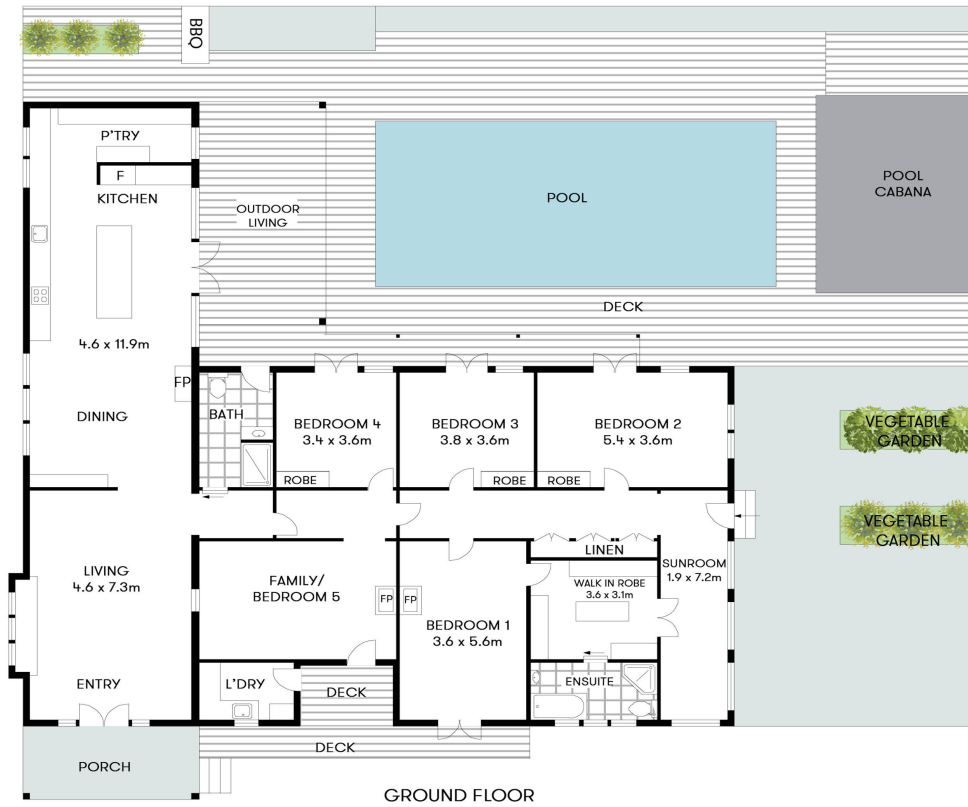 BBQ
P'TRY
F
KITCHEN
OUTDOOR
LIVING
POOL
POOL
CABANA
DECK
4.6 x 11.9m
FP
DINING
BATH
BEDROOM 4
3.4 x 3.6m
BEDROOM 3
3.8 x 3.6m
BEDROOM 2
5.4 x 3.6m
ROBE
ROBE
ROBE
VEGETABLE
GARDEN
VEGETABLE
GARDEN
LIVING
4.6 x 7.3m
FAMILY/
BEDROOM 5
FP
FP
BEDROOM 1
3.6 x 5.6m
LINEN
WALK IN ROBE
3.6 x 3.1m
SUNROOM
1.9 x 7.2m
ENTRY
L'DRY
DECK
ENSUITE
DECK
PORCH
GROUND FLOOR